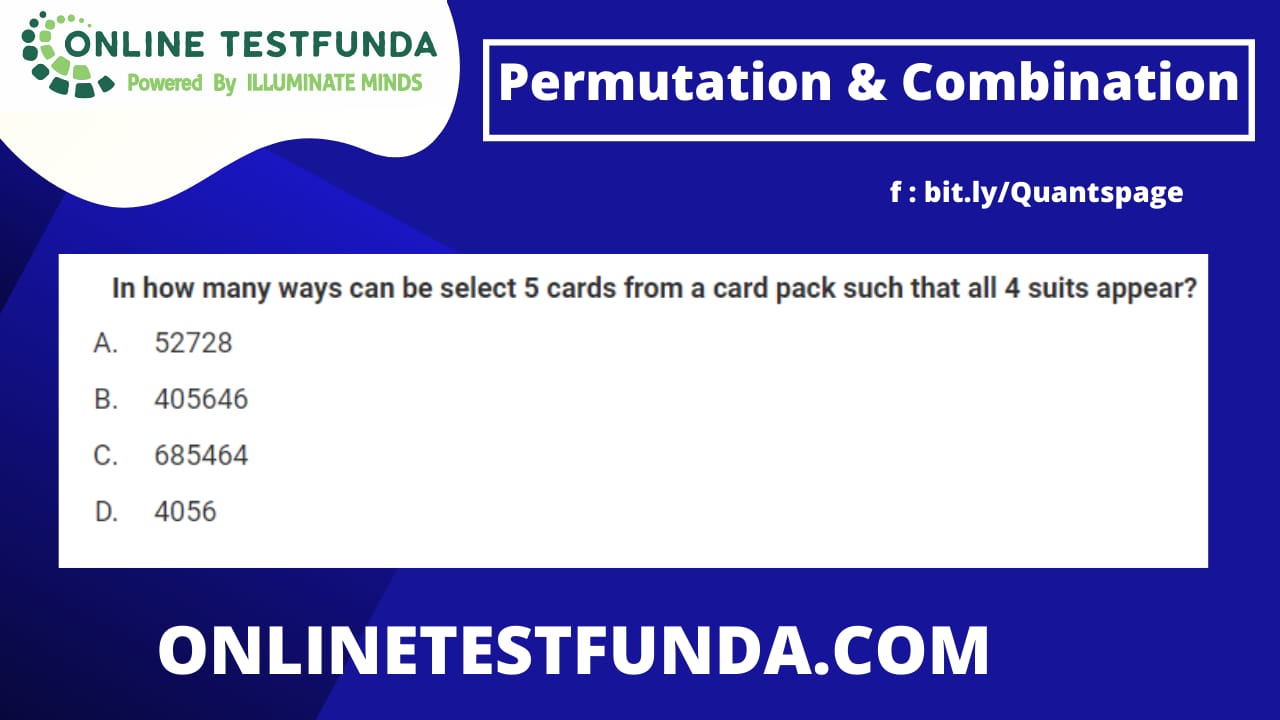 ONLINE TESTFUNDA
Powered By ILLUMINATE MINDS
Permutation & Combination
f : bit.ly/Quantspage
In how many ways can be select 5 cards from a card pack such that all 4 suits appear?
A. 52728
B. 405646
C. 685464
D. 4056
ONLINETESTFUNDA.COM